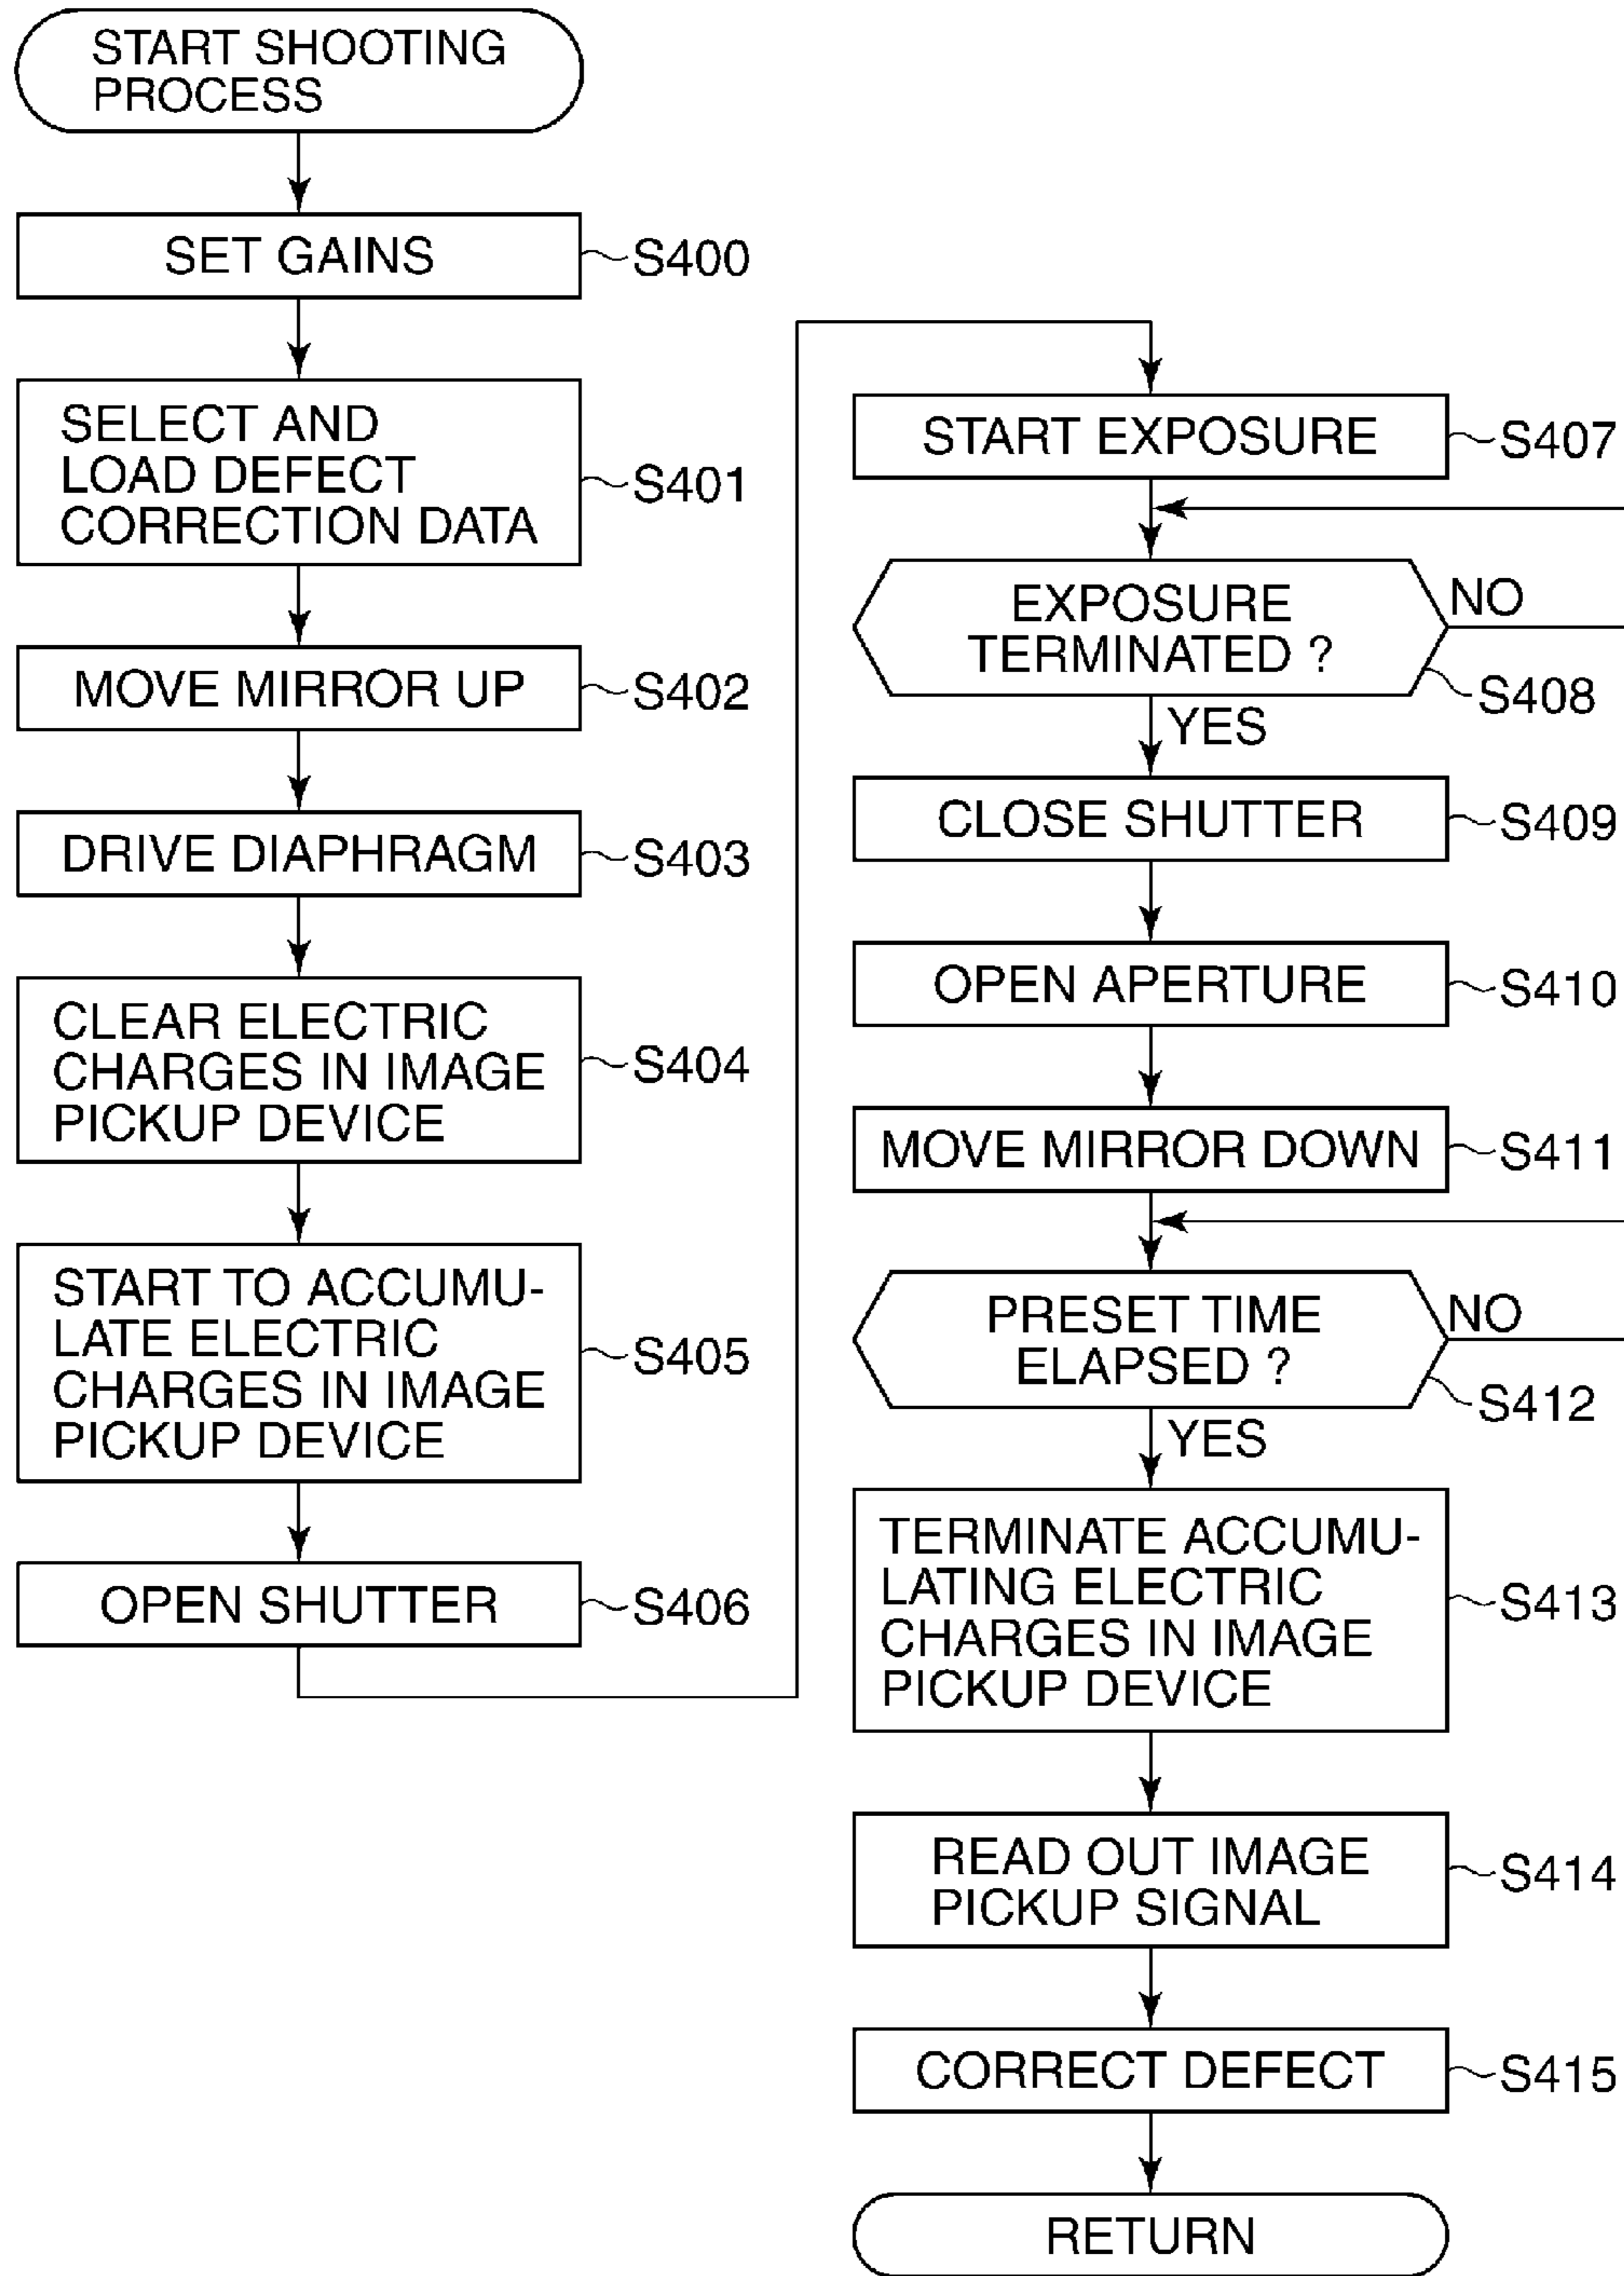 START SHOOTING
PROCESS
SET GAINS
S400
SELECT AND
LOAD DEFECT
CORRECTION DATA
S401
MOVE MIRROR UP
S402
DRIVE DIAPHRAGM
S403
CLEAR ELECTRIC
CHARGES IN IMAGE
PICKUP DEVICE
S404
START TO ACCUMU-
LATE ELECTRIC
CHARGES IN IMAGE
PICKUP DEVICE
S405
OPEN SHUTTER
S406
START EXPOSURE
S407
EXPOSURE
TERMINATED ?
NO
S408
YES
CLOSE SHUTTER
S409
OPEN APERTURE
S410
MOVE MIRROR DOWN
S411
PRESET TIME
ELAPSED ?
NO
S412
YES
TERMINATE ACCUMU-
LATING ELECTRIC
CHARGES IN IMAGE
PICKUP DEVICE
S413
READ OUT IMAGE
PICKUP SIGNAL
S414
CORRECT DEFECT
S415
RETURN